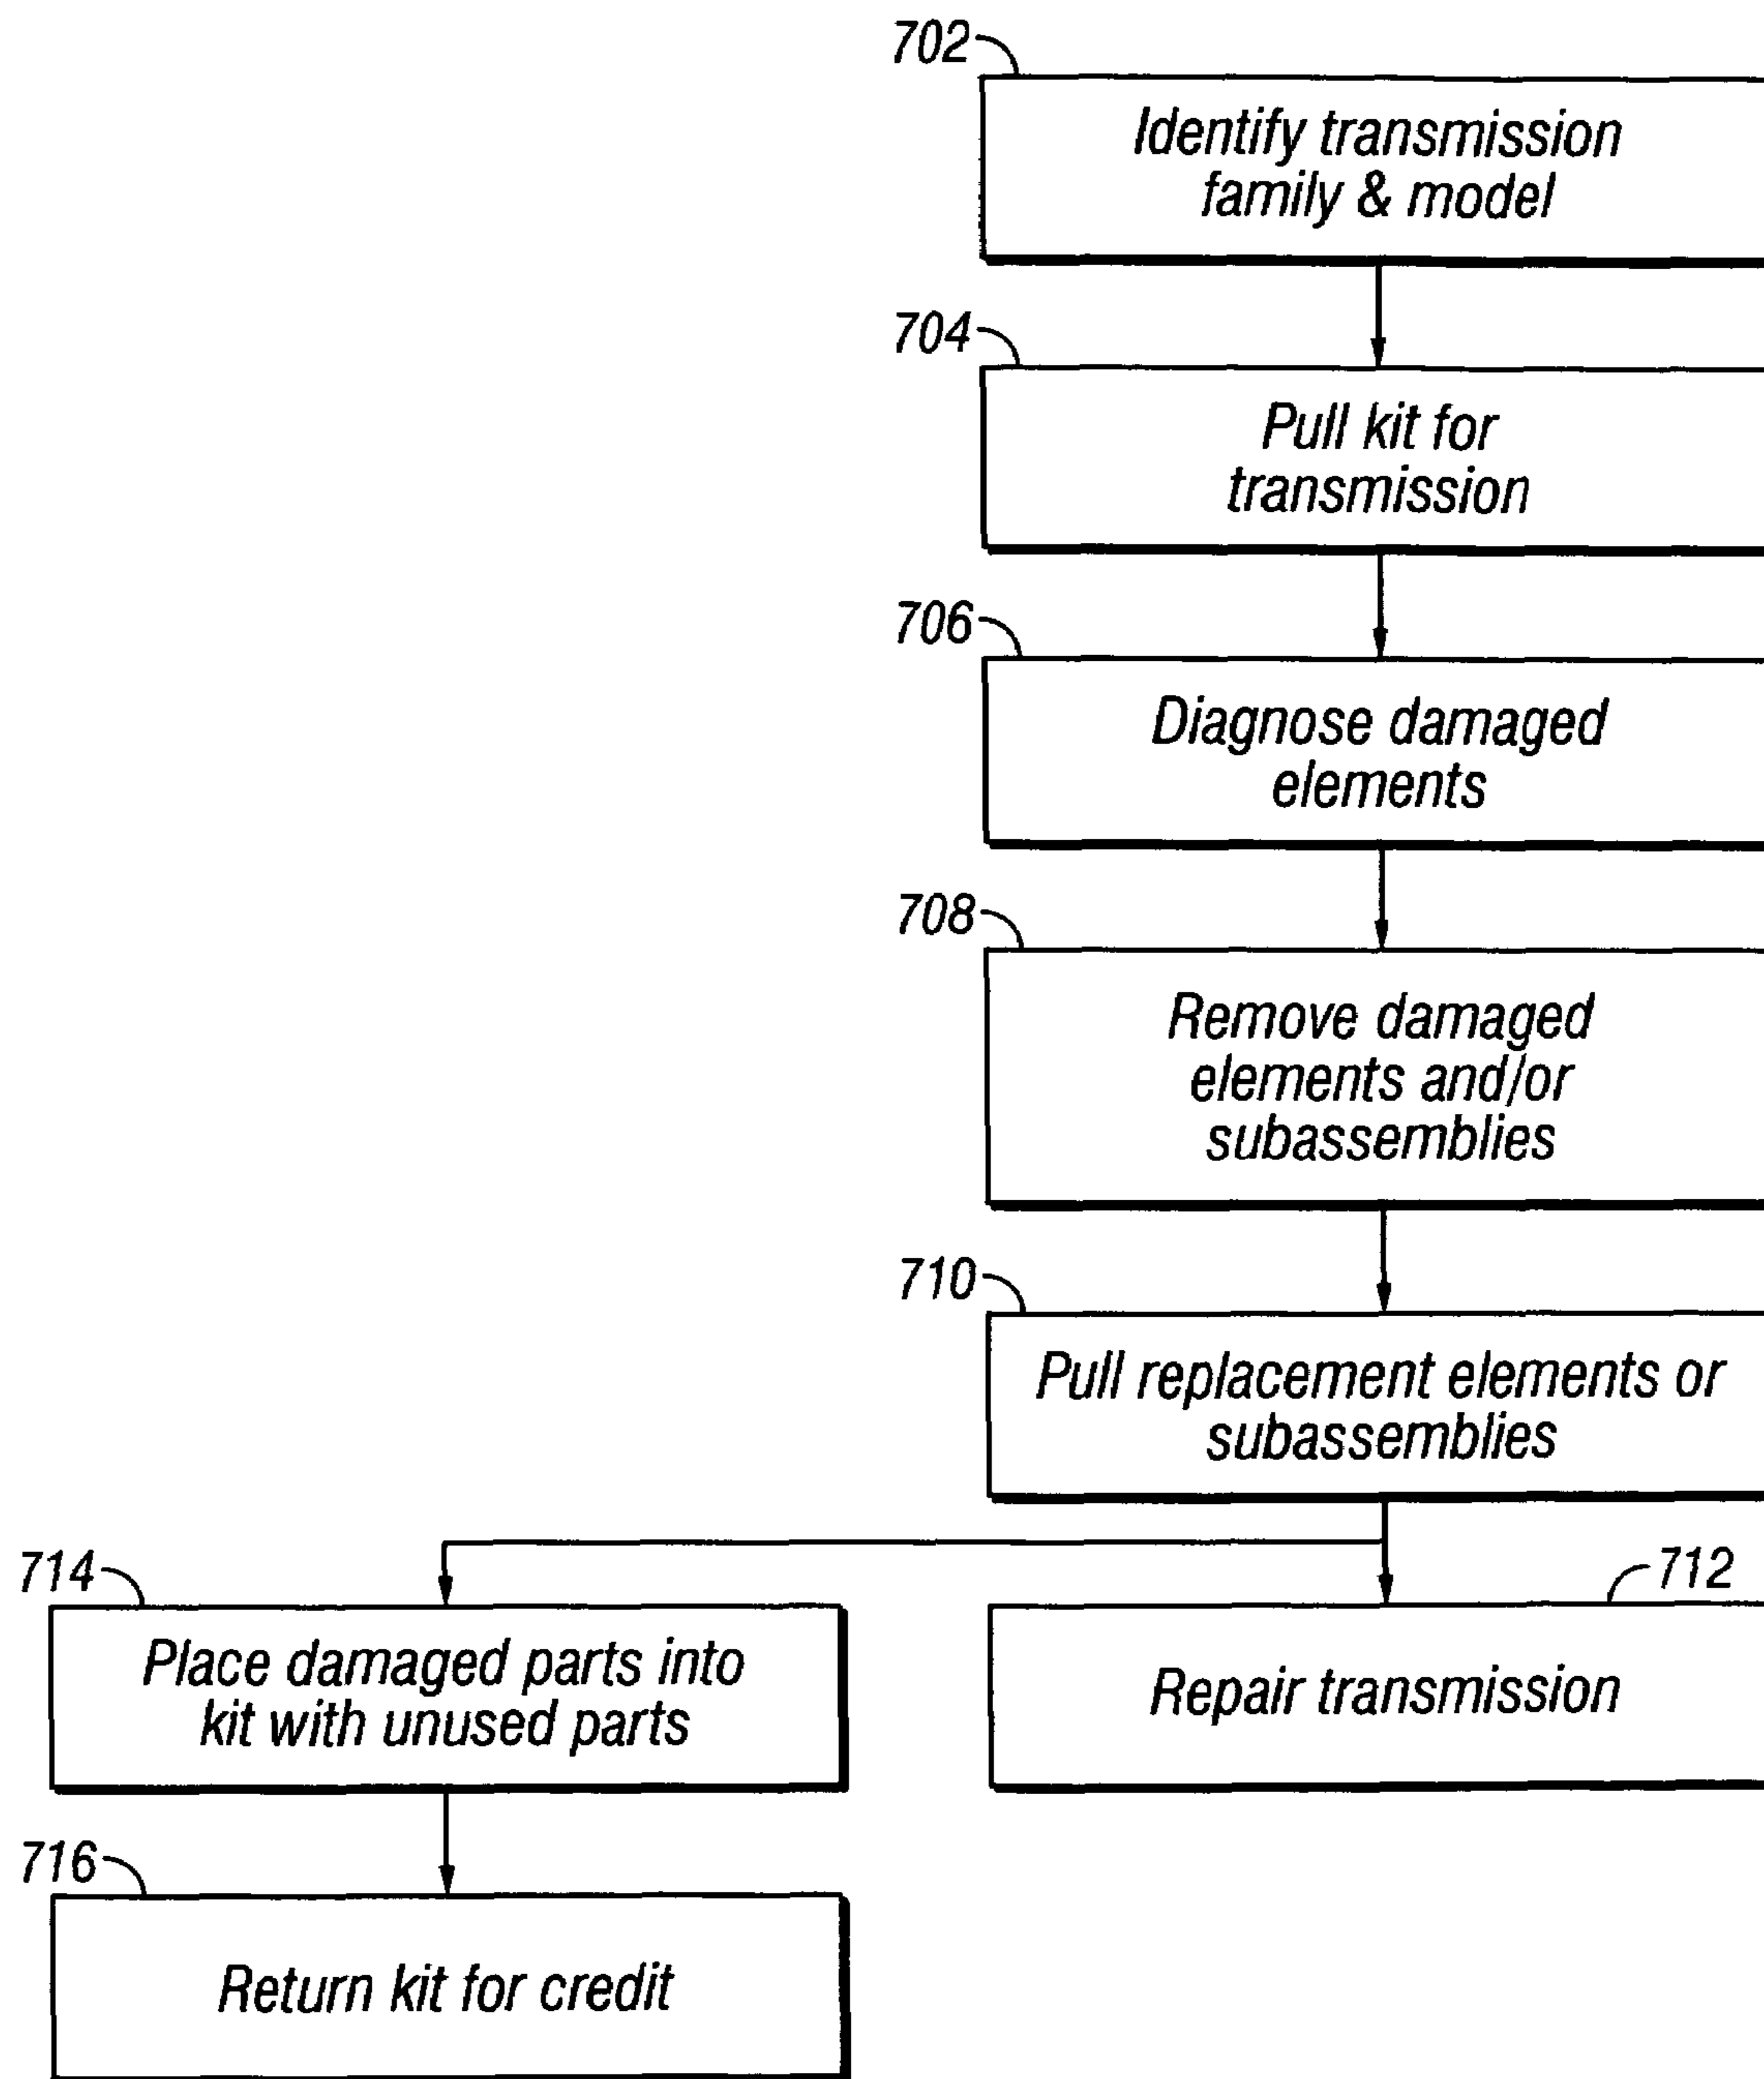 702
Identify transmission
family & model
704
Pull kit for
transmission
706
Diagnose damaged
elements
708
Remove damaged
elements and/or
subassemblies
710
Pull replacement elements or
subassemblies
714
Place damaged parts into
kit with unused parts
712
Repair transmission
716
Return kit for credit